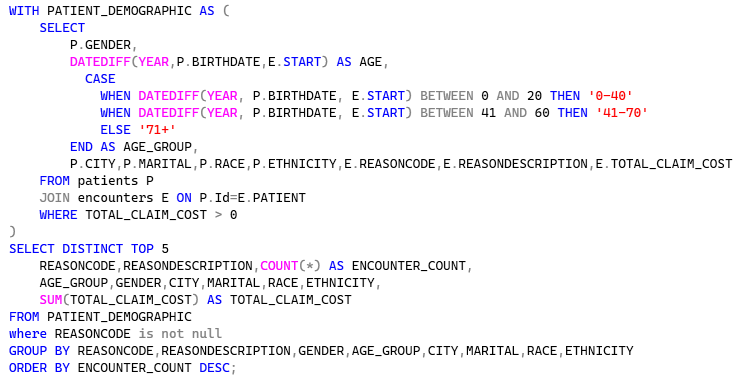 WITH PATIENT_DEMOGRAPHIC AS (
    SELECT
        P.GENDER,
        DATEDIFF(YEAR,P.BIRTHDATE,E.START) AS AGE,
          CASE
            WHEN DATEDIFF(YEAR, P.BIRTHDATE, E.START) BETWEEN 0 AND 20 THEN '0-40'
            WHEN DATEDIFF(YEAR, P.BIRTHDATE, E.START) BETWEEN 41 AND 60 THEN '41-70'
            ELSE '71+'
        END AS AGE_GROUP,
        P.CITY,P.MARITAL,P.RACE,P.ETHNICITY,E.REASONCODE,E.REASONDESCRIPTION,E.TOTAL_CLAIM_COST
    FROM patients P
    JOIN encounters E ON P.Id=E.PATIENT
    WHERE TOTAL_CLAIM_COST > 0
)
SELECT DISTINCT TOP 5
    REASONCODE,REASONDESCRIPTION,COUNT(*) AS ENCOUNTER_COUNT,
    AGE_GROUP,GENDER,CITY,MARITAL,RACE,ETHNICITY,
    SUM(TOTAL_CLAIM_COST) AS TOTAL_CLAIM_COST
FROM PATIENT_DEMOGRAPHIC
where REASONCODE is not null
GROUP BY REASONCODE,REASONDESCRIPTION,GENDER,AGE_GROUP,CITY,MARITAL,RACE,ETHNICITY
ORDER BY ENCOUNTER_COUNT DESC;